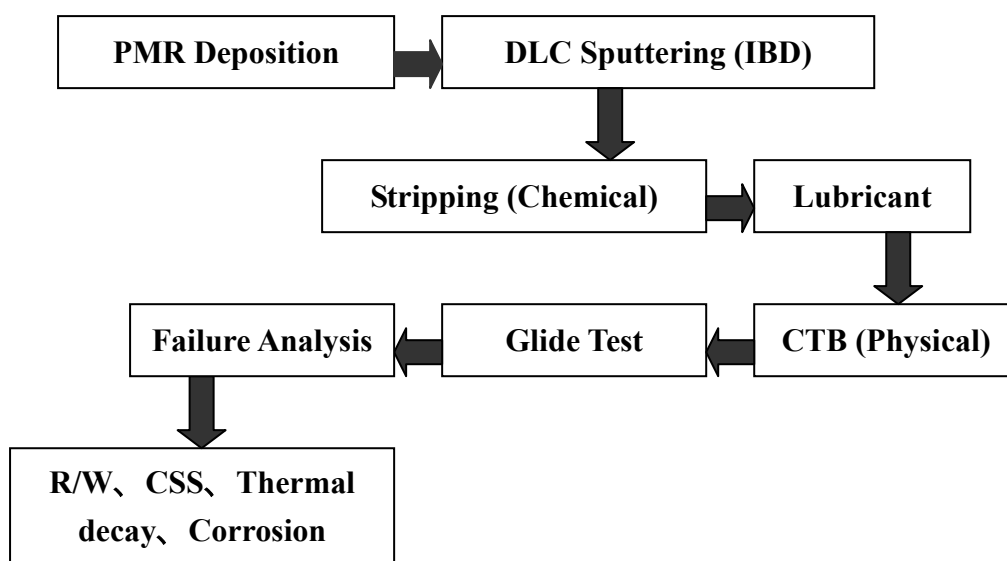 PMR Deposition
DLC Sputtering (IBD)
Stripping (Chemical)
Lubricant
CTB (Physical)
Glide Test
Failure Analysis
R/W、CSS、Thermal
decay、Corrosion